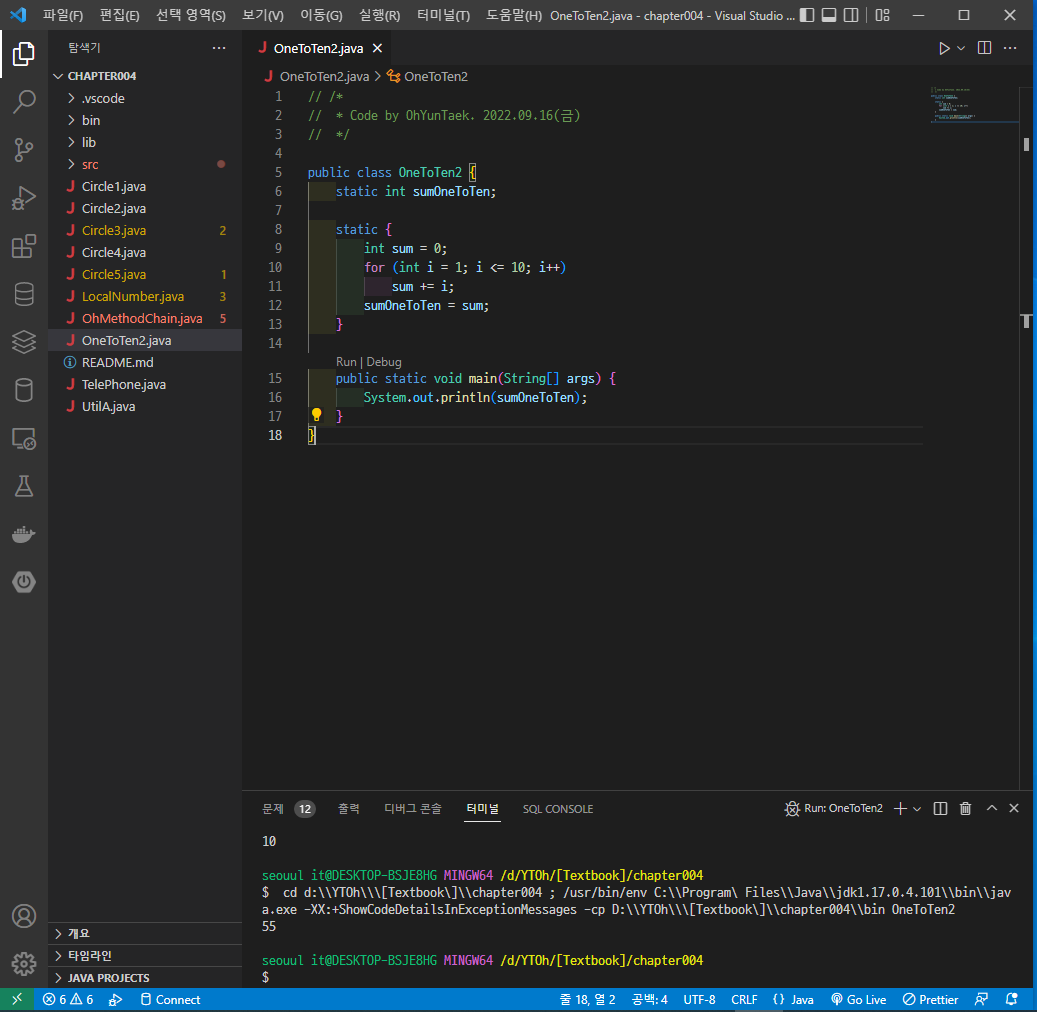 파일(F) 편집(E) 선택 영역(S) 보기(V) 이동(G) 실행(R) 터미널(T) 도움말(H) OneToTen2.java - chapter004 - Visual Studio ...
탐색기 ...
CHAPTER004
.vscode
bin
lib
src
Circle1.java
Circle2.java
Circle3.java 2
Circle4.java
Circle5.java 1
LocalNumber.java 3
OhMethodChain.java 5
OneToTen2.java
README.md
TelePhone.java
UtilA.java
개요
타임라인
JAVA PROJECTS
J OneToTen2.java
J OneToTen2.java > OneToTen2
1 // /*
2 // * Code by OhYunTaek. 2022.09.16(금)
3 // */
4
5 public class OneToTen2 {
6 static int sumOneToTen;
7
8 static {
9 int sum = 0;
10 for (int i = 1; i <= 10; i++)
11 sum += i;
12 sumOneToTen = sum;
13 }
14
Run | Debug
15 public static void main(String[] args) {
16 System.out.println(sumOneToTen);
17 }
18 }
문제 12 출력 디버그 콘솔 터미널 SQL CONSOLE Run: OneToTen2
10
seouul it@DESKTOP-BSJE8HG MINGW64 /d/YTOh/[Textbook]/chapter004
$  cd d:\\YTOh\\\[Textbook\]\\chapter004 ; /usr/bin/env C:\\Program\ Files\\Java\\jdk1.17.0.4.101\\bin\\jav
a.exe -XX:+ShowCodeDetailsInExceptionMessages -cp D:\\YTOh\\\[Textbook\]\\chapter004\\bin OneToTen2
55
seouul it@DESKTOP-BSJE8HG MINGW64 /d/YTOh/[Textbook]/chapter004
$
6 6 Connect 줄 18, 열 2 공백: 4 UTF-8 CRLF {} Java Go Live Prettier